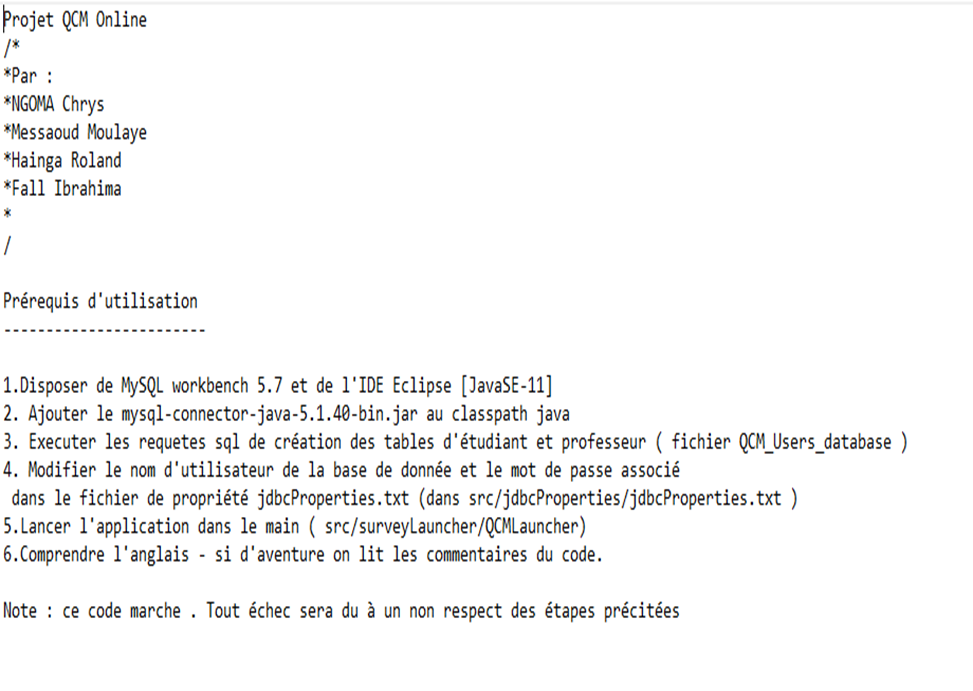 Projet QCM Online
/*
*Par :
*NGOMA Chrys
*Messaoud Moulaye
*Hainga Roland
*Fall Ibrahima
*
/
Prérequis d'utilisation
------------------------
1.Disposer de MySQL workbench 5.7 et de l'IDE Eclipse [JavaSE-11]
2. Ajouter le mysql-connector-java-5.1.40-bin.jar au classpath java
3. Executer les requetes sql de création des tables d'étudiant et professeur ( fichier QCM_Users_database )
4. Modifier le nom d'utilisateur de la base de donnée et le mot de passe associé
dans le fichier de propriété jdbcProperties.txt (dans src/jdbcProperties/jdbcProperties.txt )
5.Lancer l'application dans le main ( src/surveyLauncher/QCMLauncher)
6.Comprendre l'anglais - si d'aventure on lit les commentaires du code.
Note : ce code marche . Tout échec sera du à un non respect des étapes précitées